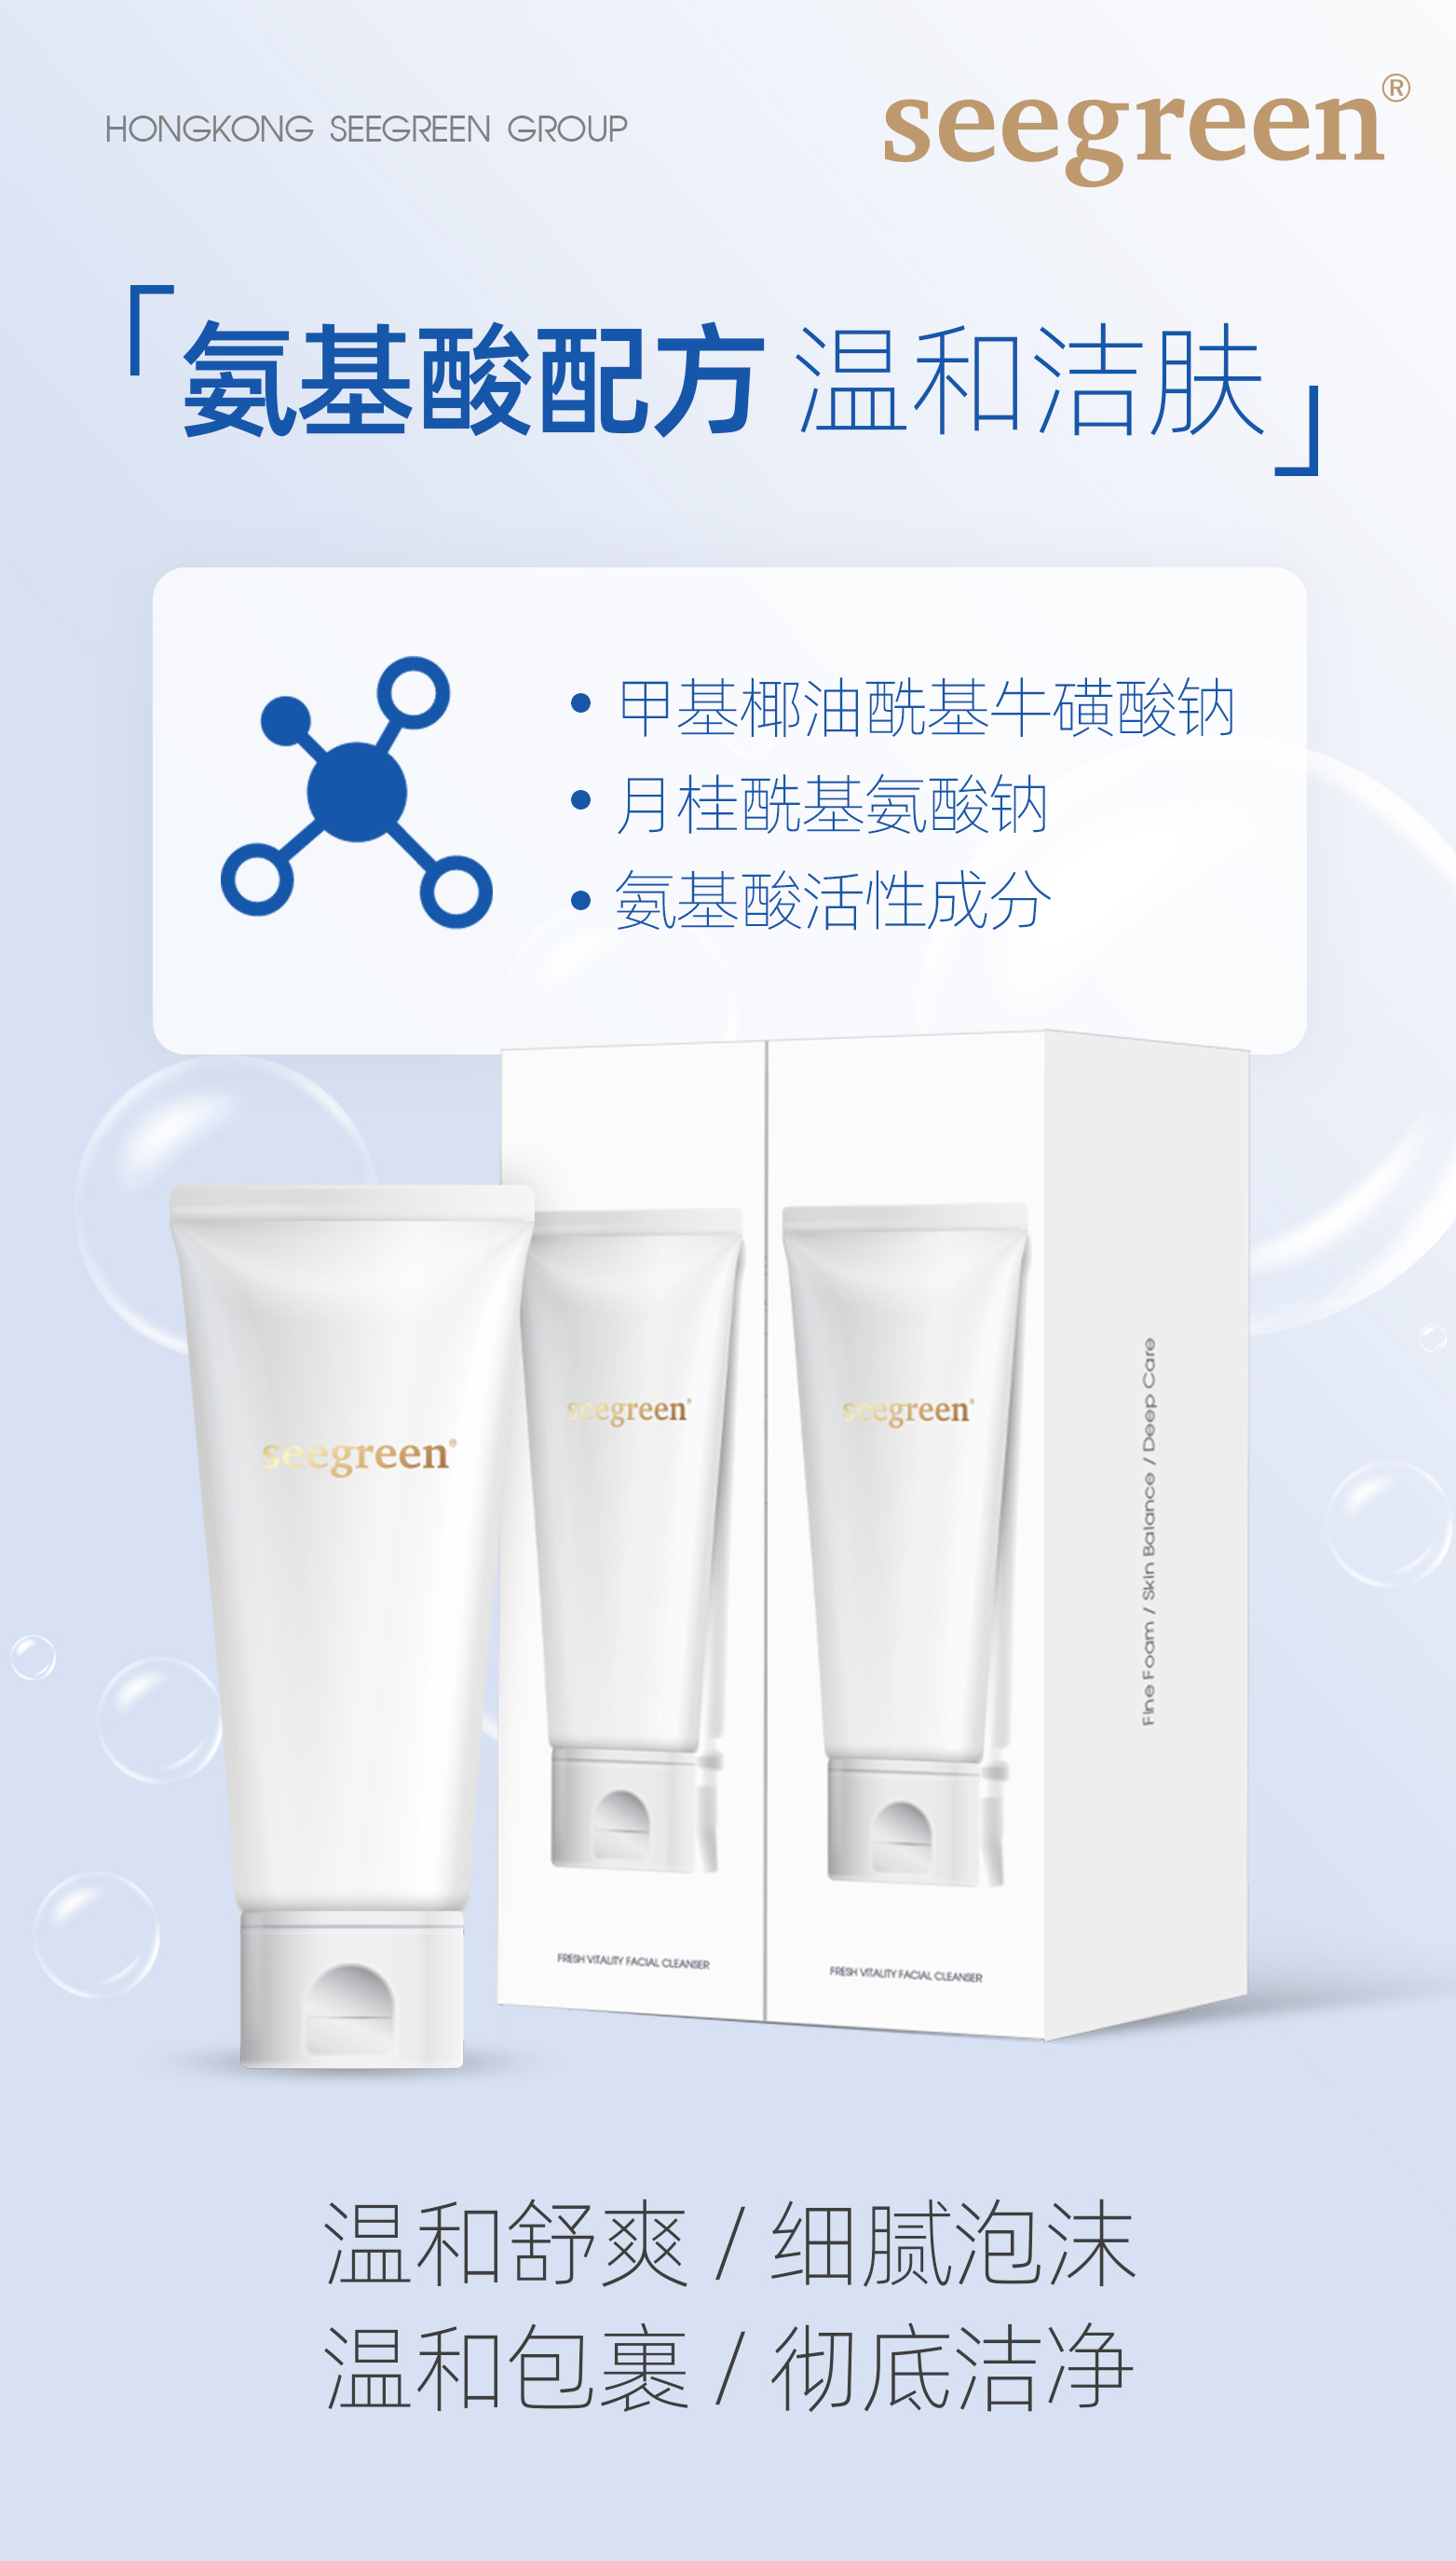 HONGKONG SEEGREEN GROUP
seegreen®
「氨基酸配方 温和洁肤」
• 甲基椰油酰基牛磺酸钠
• 月桂酰基氨酸钠
• 氨基酸活性成分
seegreen®
seegreen®
seegreen®
Fine Foam / Skin Balance / Deep Care
FRESH VITALITY FACIAL CLEANSER
FRESH VITALITY FACIAL CLEANSER
温和舒爽 / 细腻泡沫
温和包裹 / 彻底洁净